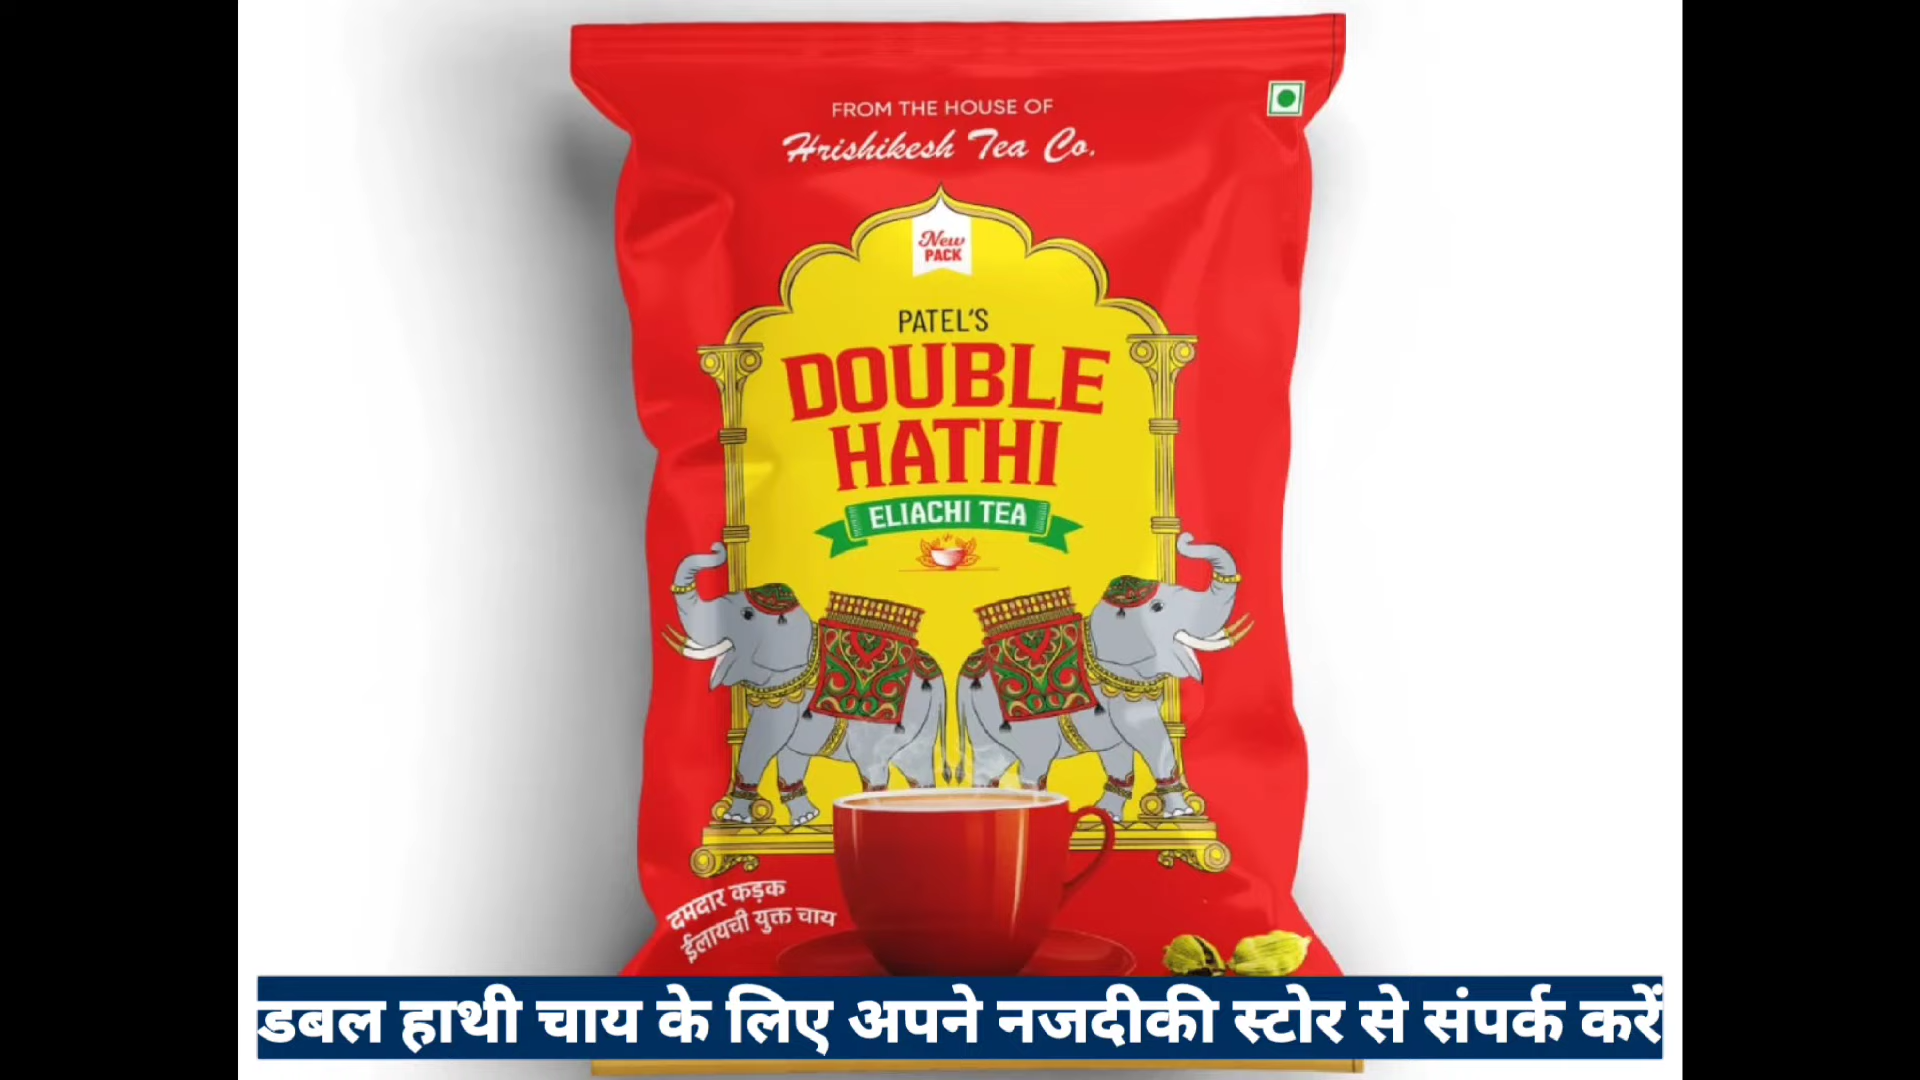 FROM THE HOUSE OF
Hrishikesh Tea Co.
New
PACK
PATEL'S
DOUBLE
HATHI
ELIACHI TEA
दमदार कड़क
ईलायची युक्त चाय
डबल हाथी चाय के लिए अपने नजदीकी स्टोर से संपर्क करें